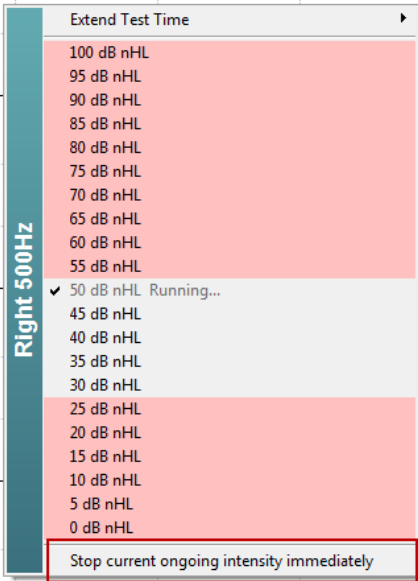 Extend Test Time
Right 500Hz
100 dB nHL
95 dB nHL
90 dB nHL
85 dB nHL
80 dB nHL
75 dB nHL
70 dB nHL
65 dB nHL
60 dB nHL
55 dB nHL
50 dB nHL Running...
45 dB nHL
40 dB nHL
35 dB nHL
30 dB nHL
25 dB nHL
20 dB nHL
15 dB nHL
10 dB nHL
5 dB nHL
0 dB nHL
Stop current ongoing intensity immediately